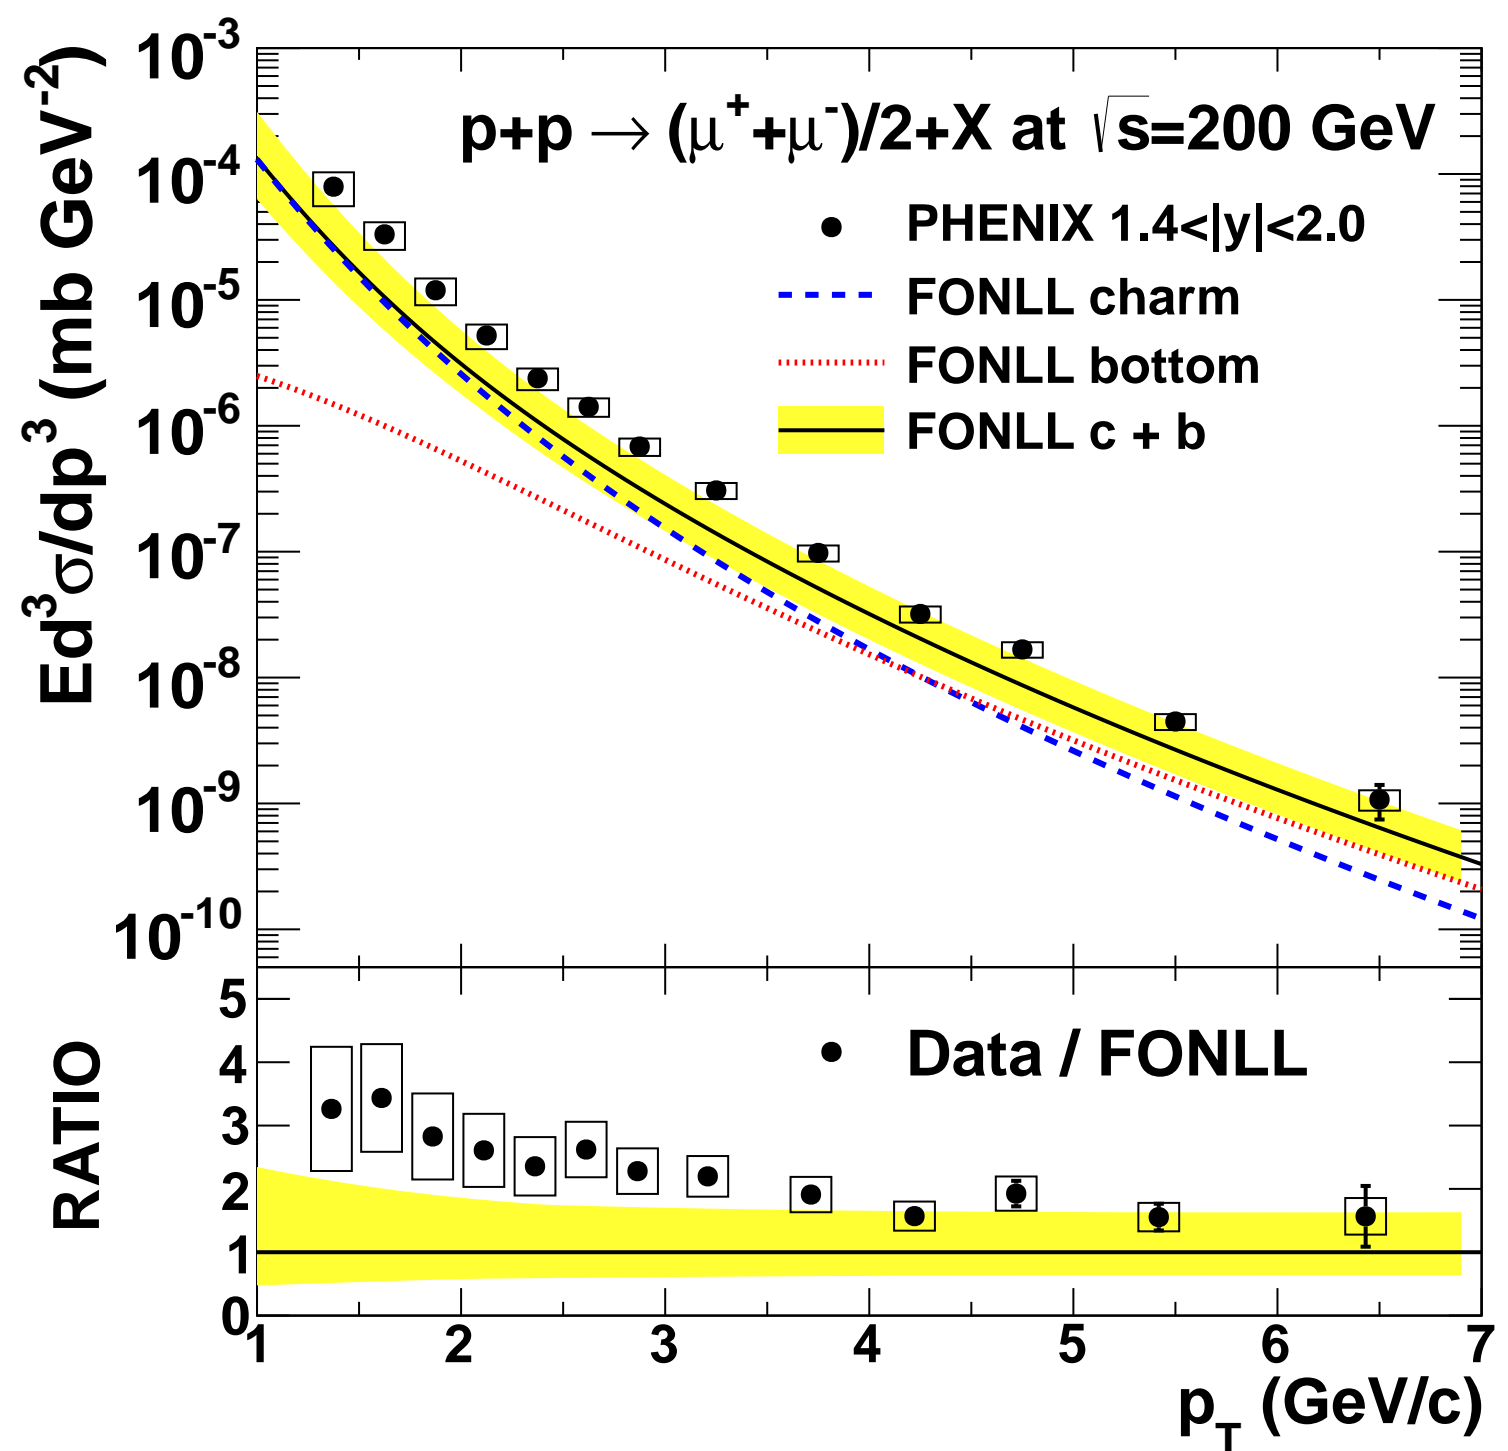 Ed³σ/dp³ (mb GeV⁻²)
10⁻³
10⁻⁴
10⁻⁵
10⁻⁶
10⁻⁷
10⁻⁸
10⁻⁹
10⁻¹⁰
p+p → (μ⁺+μ⁻)/2+X at √s=200 GeV
PHENIX 1.4<|y|<2.0
FONLL charm
FONLL bottom
FONLL c + b
RATIO
5
4
3
2
1
0
Data / FONLL
1 2 3 4 5 6 7
p_T (GeV/c)